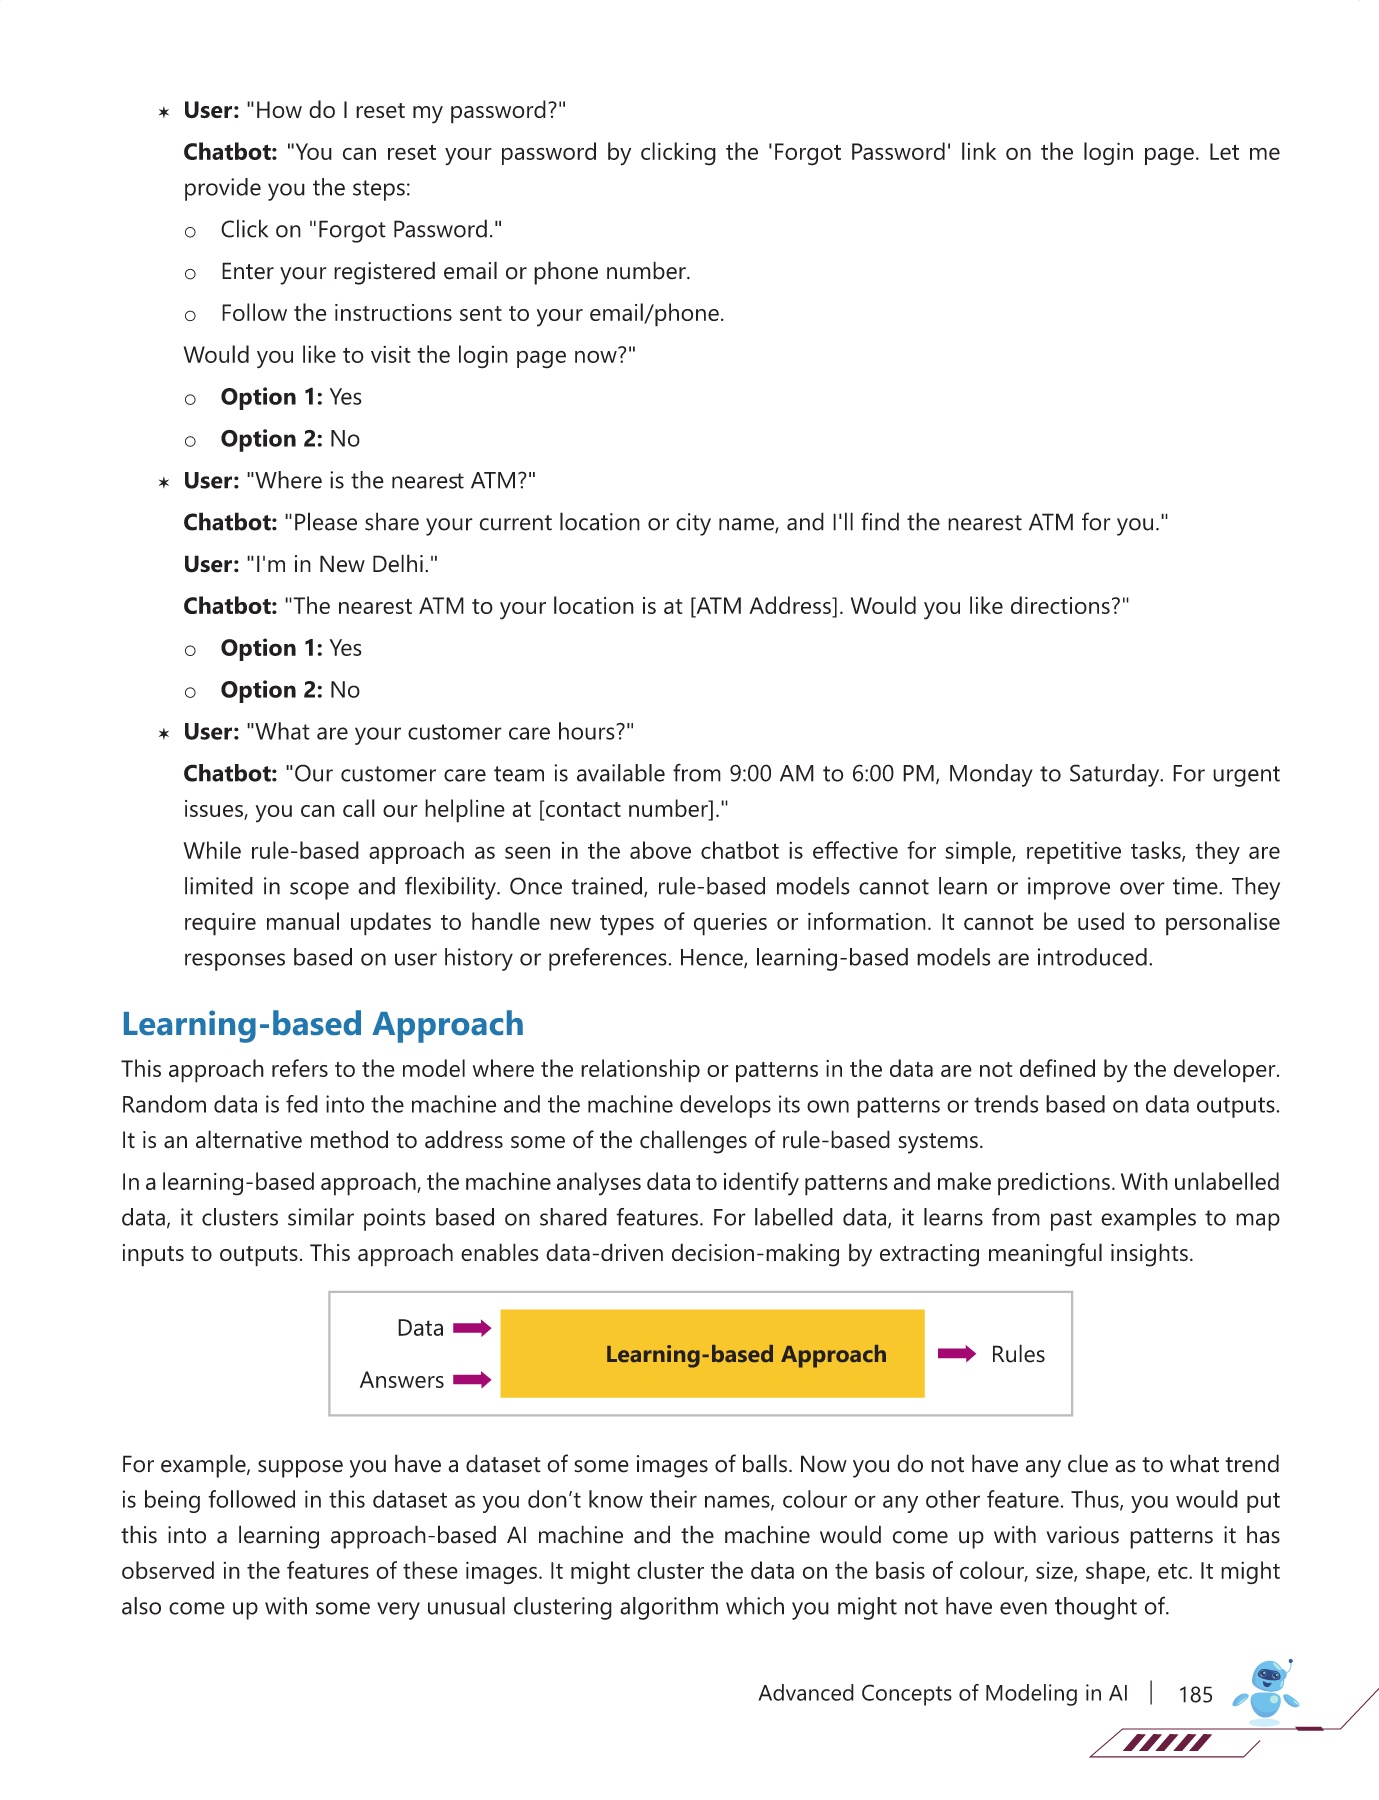 ✶ User: "How do I reset my password?"
Chatbot: "You can reset your password by clicking the 'Forgot Password' link on the login page. Let me
provide you the steps:
o Click on "Forgot Password."
o Enter your registered email or phone number.
o Follow the instructions sent to your email/phone.
Would you like to visit the login page now?"
o Option 1: Yes
o Option 2: No
✶ User: "Where is the nearest ATM?"
Chatbot: "Please share your current location or city name, and I'll find the nearest ATM for you."
User: "I'm in New Delhi."
Chatbot: "The nearest ATM to your location is at [ATM Address]. Would you like directions?"
o Option 1: Yes
o Option 2: No
✶ User: "What are your customer care hours?"
Chatbot: "Our customer care team is available from 9:00 AM to 6:00 PM, Monday to Saturday. For urgent
issues, you can call our helpline at [contact number]."
While rule-based approach as seen in the above chatbot is effective for simple, repetitive tasks, they are
limited in scope and flexibility. Once trained, rule-based models cannot learn or improve over time. They
require manual updates to handle new types of queries or information. It cannot be used to personalise
responses based on user history or preferences. Hence, learning-based models are introduced.
Learning-based Approach
This approach refers to the model where the relationship or patterns in the data are not defined by the developer.
Random data is fed into the machine and the machine develops its own patterns or trends based on data outputs.
It is an alternative method to address some of the challenges of rule-based systems.
In a learning-based approach, the machine analyses data to identify patterns and make predictions. With unlabelled
data, it clusters similar points based on shared features. For labelled data, it learns from past examples to map
inputs to outputs. This approach enables data-driven decision-making by extracting meaningful insights.
Data
Answers
Learning-based Approach
Rules
For example, suppose you have a dataset of some images of balls. Now you do not have any clue as to what trend
is being followed in this dataset as you don’t know their names, colour or any other feature. Thus, you would put
this into a learning approach-based AI machine and the machine would come up with various patterns it has
observed in the features of these images. It might cluster the data on the basis of colour, size, shape, etc. It might
also come up with some very unusual clustering algorithm which you might not have even thought of.
Advanced Concepts of Modeling in AI | 185